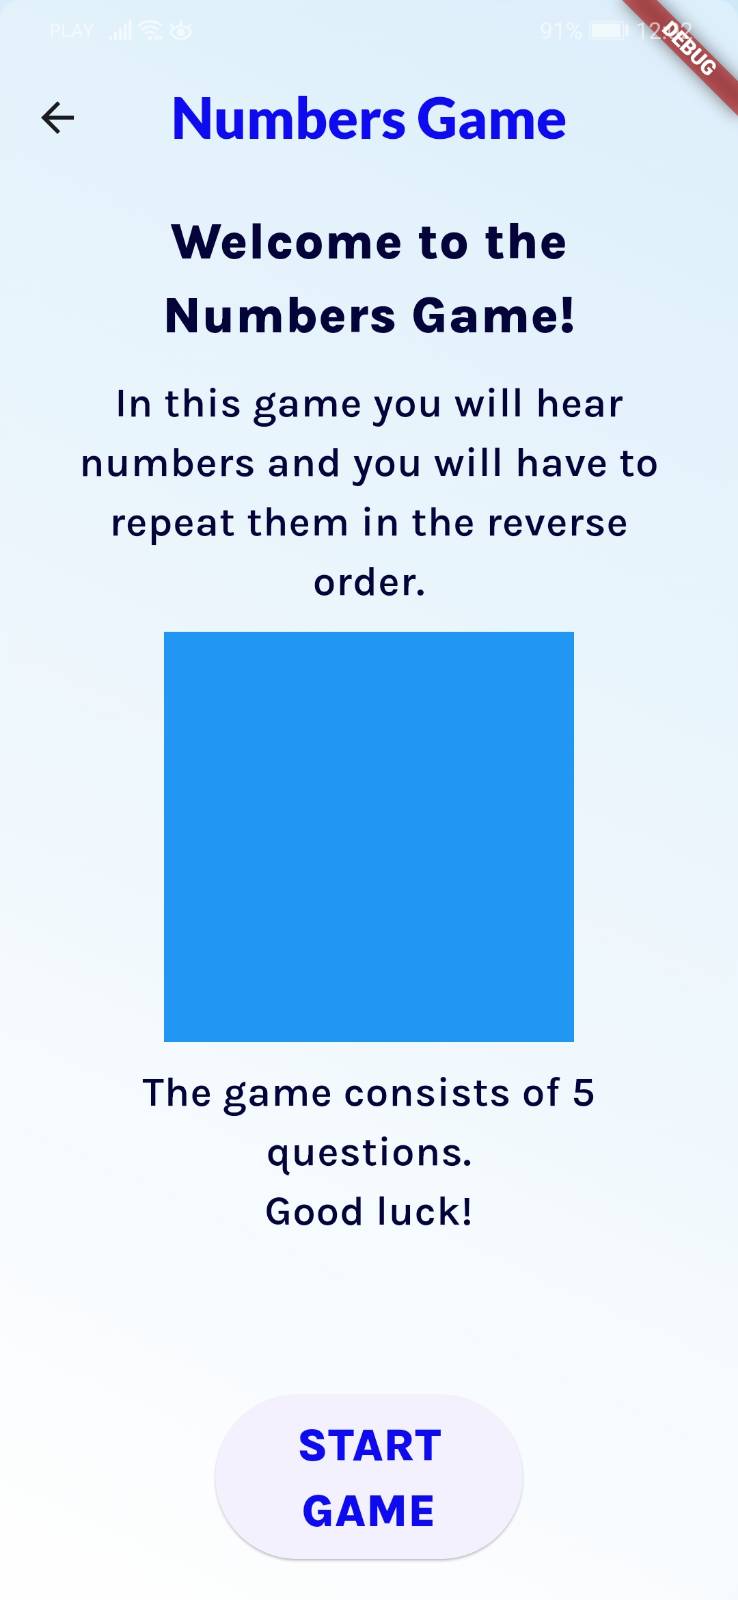 PLAY 91%
DEBUG
Numbers Game
Welcome to the
Numbers Game!
In this game you will hear
numbers and you will have to
repeat them in the reverse
order.
The game consists of 5
questions.
Good luck!
START
GAME